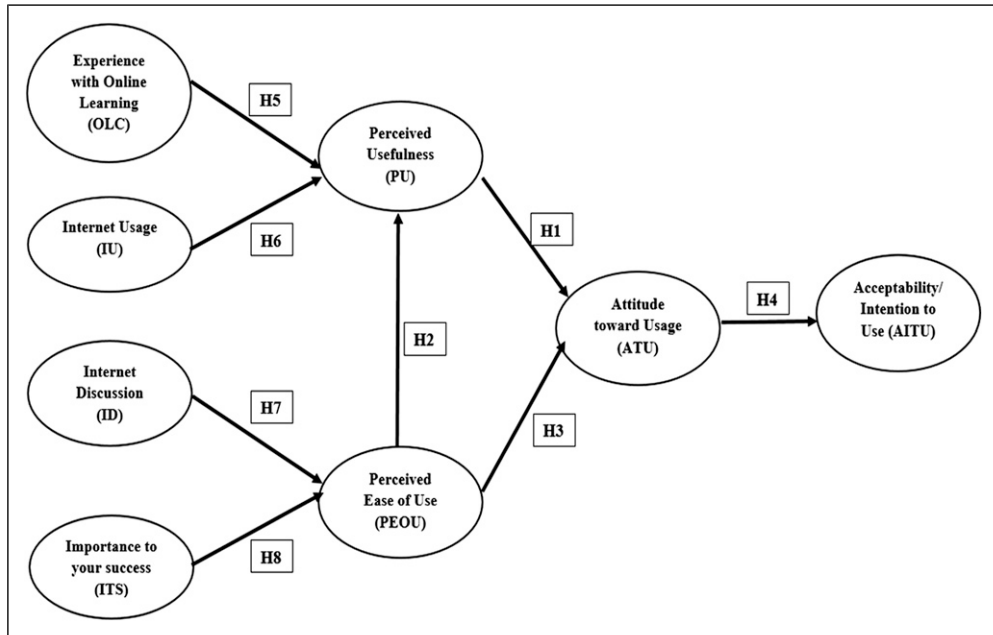 Experience
with Online
Learning
(OLC)
H5
Perceived
Usefulness
(PU)
Internet Usage
(IU)
H6
H1
Attitude
toward Usage
(ATU)
H4
Acceptability/
Intention to
Use (AITU)
H2
Internet
Discussion
(ID)
H7
H3
Perceived
Ease of Use
(PEOU)
Importance to
your success
(ITS)
H8